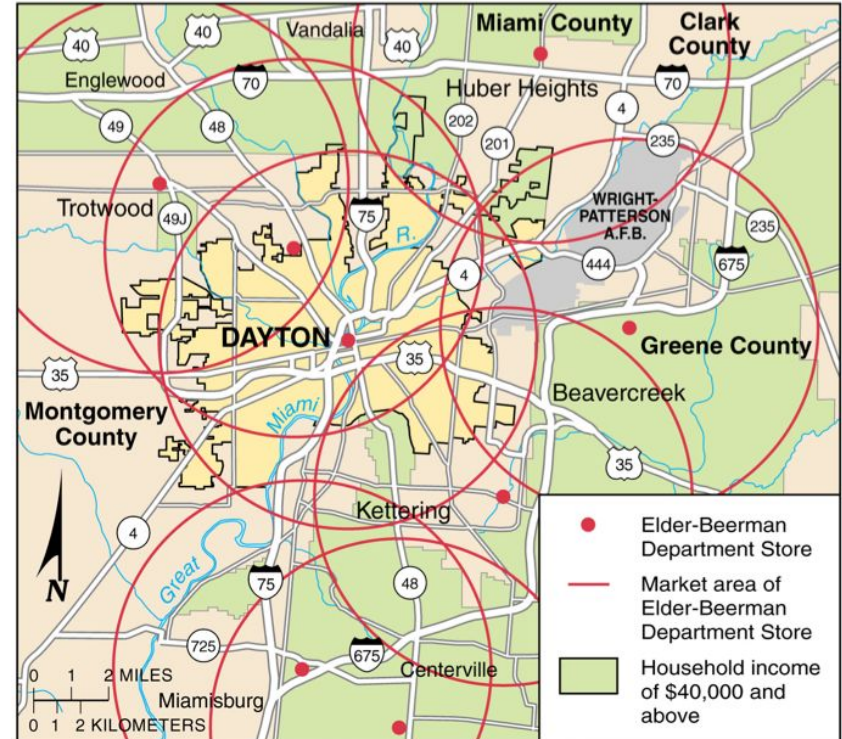 40
40
Vandalia
40
Miami County
Clark
County
Englewood
70
Huber Heights
70
49
48
202
201
4
235
Trotwood
49J
75
R.
WRIGHT-
PATTERSON
A.F.B.
235
4
444
675
DAYTON
35
Greene County
35
Beavercreek
Montgomery
County
Miami
35
Kettering
4
Great
75
48
N
725
675
Centerville
Miamisburg
0 1 2 MILES
0 1 2 KILOMETERS
Elder-Beerman
Department Store
Market area of
Elder-Beerman
Department Store
Household income
of $40,000 and
above